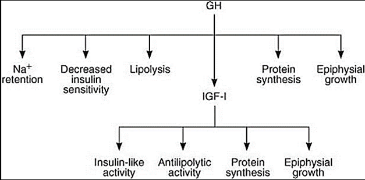 GH
Na+ retention
Decreased insulin sensitivity
Lipolysis
Protein synthesis
Epiphysial growth
IGF-I
Insulin-like activity
Antilipolytic activity
Protein synthesis
Epiphysial growth